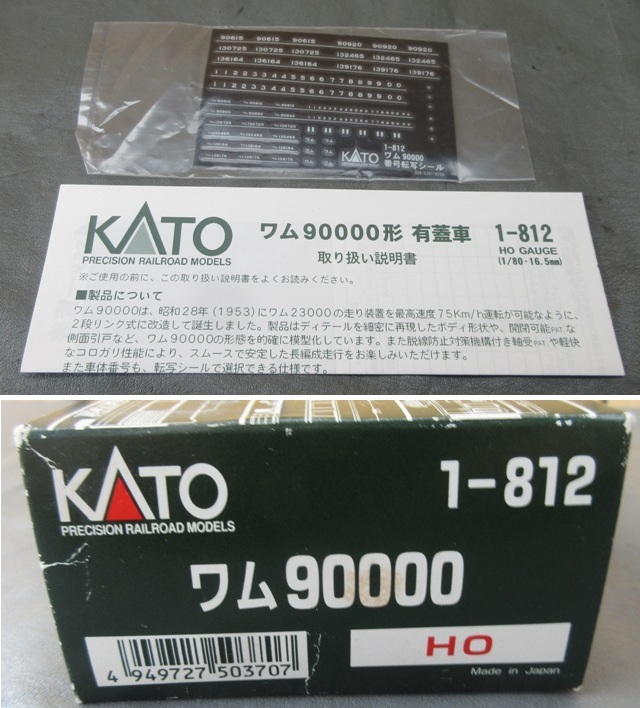 90615 90615 90615 90920 90920 90920
130725 130725 130725 132465 132465 132465
136164 136164 136164 139176 139176 139176
1 1 2 2 3 3 4 4 5 5 6 6 7 7 8 8 9 9 0 0
1 1 2 2 3 3 4 4 5 5 6 6 7 7 8 8 9 9 0 0
1-812
KATO ワム90000
番号転写シール
KATO
PRECISION RAILROAD MODELS
ワム90000形 有蓋車 1-812
取り扱い説明書
HO GAUGE
(1/80・16.5mm)
※ご使用の前に、この取り扱い説明書をよくお読みください。
■製品について
ワム90000は、昭和28年(1953)にワム23000の走り装置を最高速度75Km/h運転が可能なように、
2段リンク式に改造して誕生しました。製品はディテールを細密に再現したボディ形状や、開閉可能PAT.な
側面引戸など、ワム90000の形態を的確に模型化しています。また脱線防止対策機構付き軸受PAT.や軽快
なコロガリ性能により、スムースで安定した長編成走行をお楽しみいただけます。
また車体番号も、転写シールで選択できる仕様です。
KATO
PRECISION RAILROAD MODELS
1-812
ワム90000
4 949727 503707
HO
Made in Japan